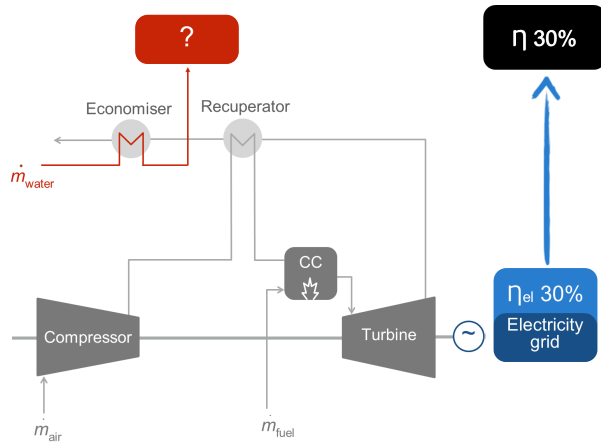 ?
η 30%
Economiser
Recuperator
ṁwater
CC
ηel 30%
Electricity
grid
Compressor
Turbine
~
ṁair
ṁfuel